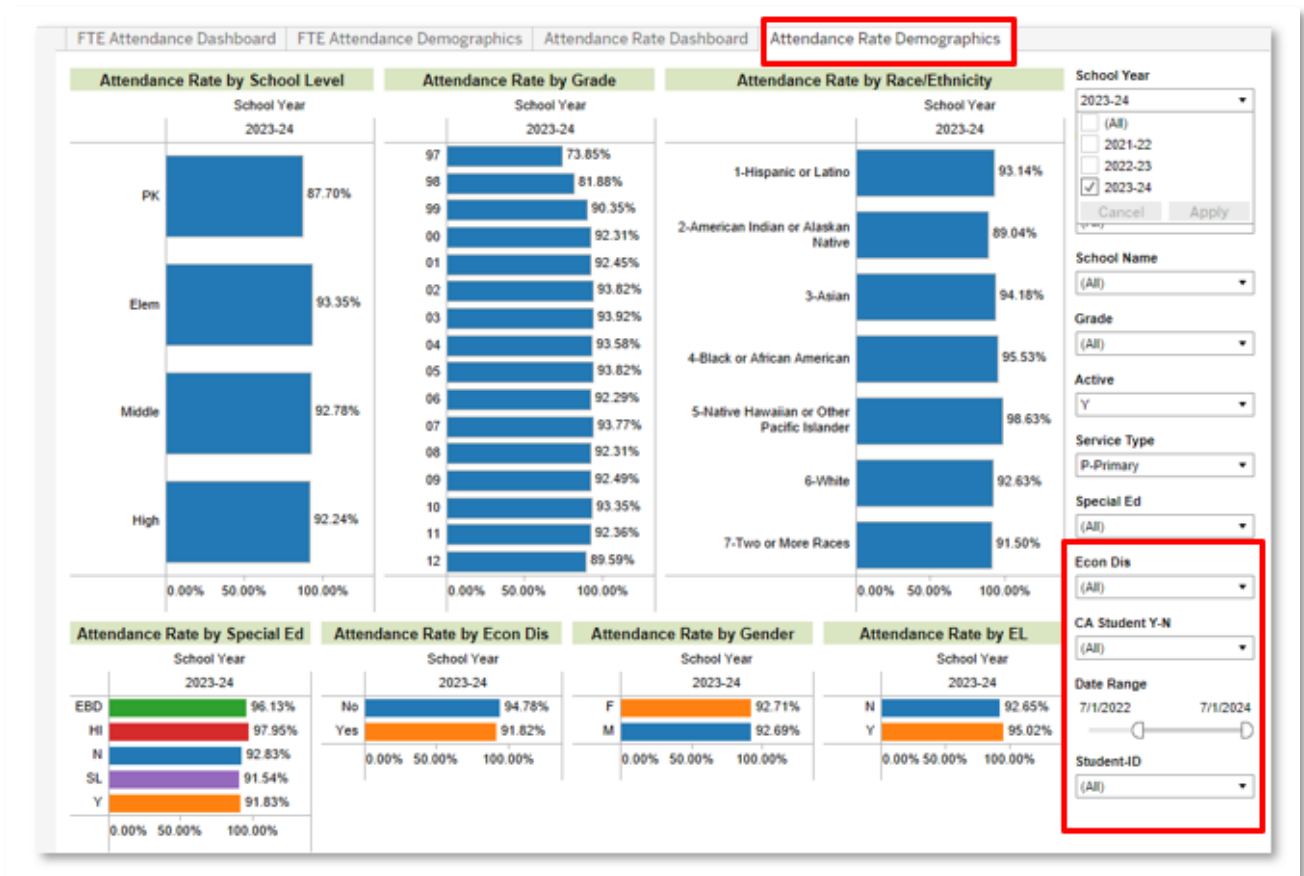 FTE Attendance Dashboard
FTE Attendance Demographics
Attendance Rate Dashboard
Attendance Rate Demographics
Attendance Rate by School Level
School Year
2023-24
PK
87.70%
Elem
93.35%
Middle
92.78%
High
92.24%
0.00% 50.00% 100.00%
Attendance Rate by Grade
School Year
2023-24
97 73.85%
98 81.88%
99 90.35%
00 92.31%
01 92.45%
02 93.82%
03 93.92%
04 93.58%
05 93.82%
06 92.29%
07 93.77%
08 92.31%
09 92.49%
10 93.35%
11 92.36%
12 89.59%
0.00% 50.00% 100.00%
Attendance Rate by Race/Ethnicity
School Year
2023-24
1-Hispanic or Latino
93.14%
2-American Indian or Alaskan
Native
89.04%
3-Asian
94.18%
4-Black or African American
95.53%
5-Native Hawaiian or Other
Pacific Islander
98.63%
6-White
92.63%
7-Two or More Races
91.50%
0.00% 50.00% 100.00%
School Year
2023-24
(All)
2021-22
2022-23
2023-24
Cancel Apply
School Name
(All)
Grade
(All)
Active
Y
Service Type
P-Primary
Special Ed
(All)
Econ Dis
(All)
CA Student Y-N
(All)
Date Range
7/1/2022 7/1/2024
Student-ID
(All)
Attendance Rate by Special Ed
School Year
2023-24
EBD 96.13%
HI 97.95%
N 92.83%
SL 91.54%
Y 91.83%
0.00% 50.00% 100.00%
Attendance Rate by Econ Dis
School Year
2023-24
No 94.78%
Yes 91.82%
0.00% 50.00% 100.00%
Attendance Rate by Gender
School Year
2023-24
F 92.71%
M 92.69%
0.00% 50.00% 100.00%
Attendance Rate by EL
School Year
2023-24
N 92.65%
Y 95.02%
0.00% 50.00% 100.00%